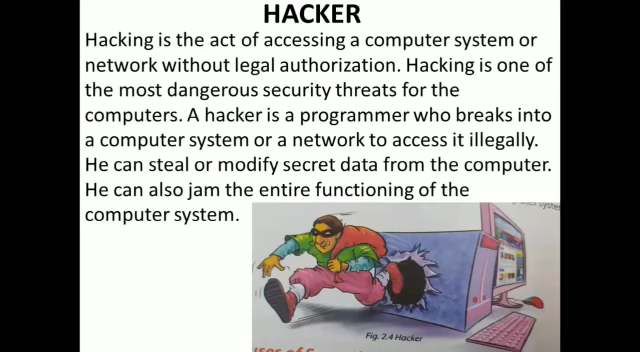 HACKER
Hacking is the act of accessing a computer system or
network without legal authorization. Hacking is one of
the most dangerous security threats for the
computers. A hacker is a programmer who breaks into
a computer system or a network to access it illegally.
He can steal or modify secret data from the computer.
He can also jam the entire functioning of the
computer system.
Fig. 2.4 Hacker